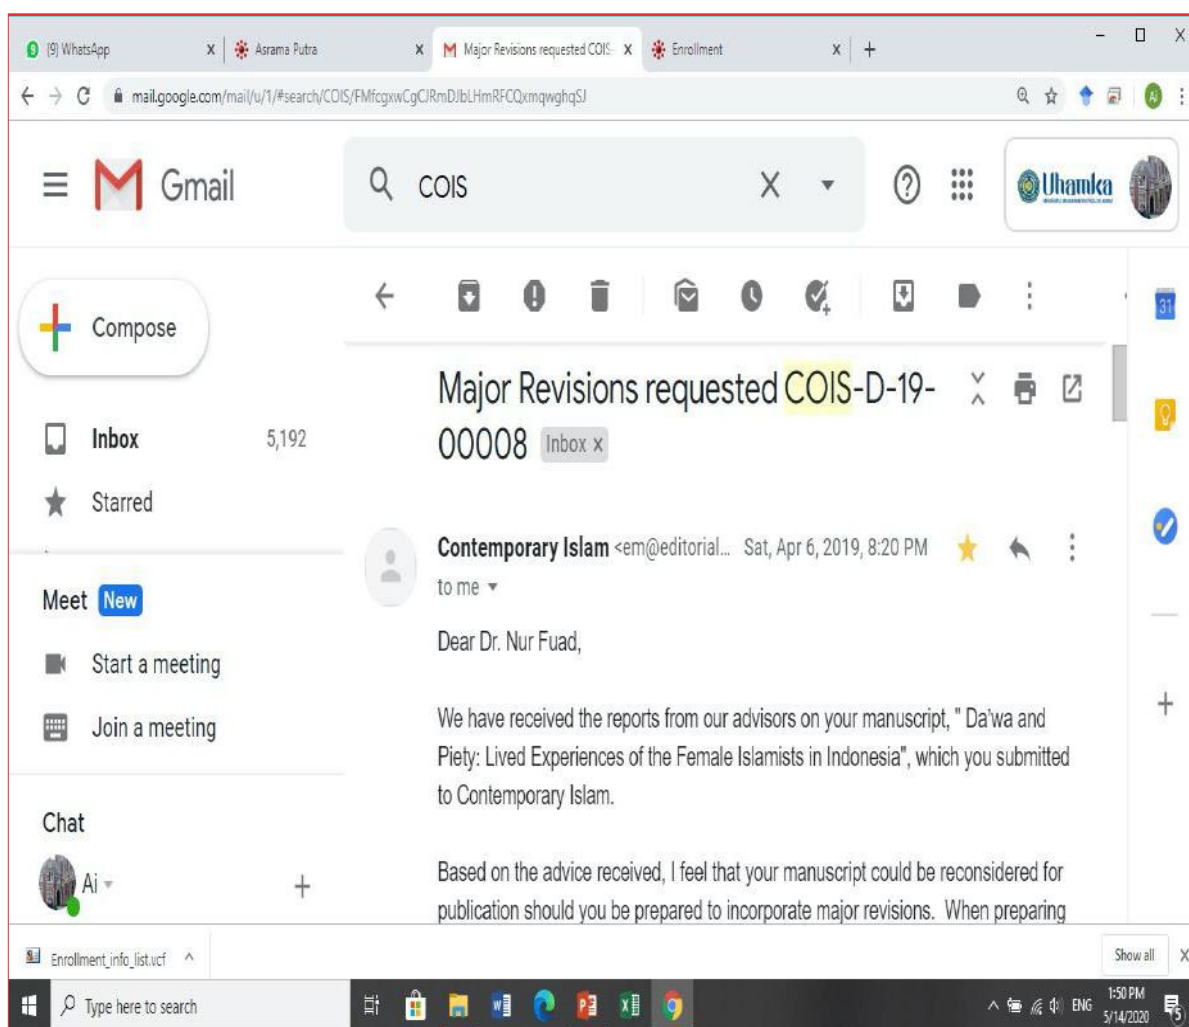 (9) WhatsApp
Asrama Putra
Major Revisions requested COIS-
Enrollment
mail.google.com/mail/u/1/#search/COIS/FMfcgxwCgCJRmDJbLHmRFCQxmqwghqSJ
Ai
Gmail
COIS
Uhamka
Compose
31
Major Revisions requested COIS-D-19-
00008 Inbox x
Inbox 5,192
Starred
Contemporary Islam <em@editorial... Sat, Apr 6, 2019, 8:20 PM
to me
Meet New
Dear Dr. Nur Fuad,
Start a meeting
We have received the reports from our advisors on your manuscript, " Da'wa and
Join a meeting
Piety: Lived Experiences of the Female Islamists in Indonesia", which you submitted
to Contemporary Islam.
Chat
Ai
Based on the advice received, I feel that your manuscript could be reconsidered for
publication should you be prepared to incorporate major revisions. When preparing
Enrollment_info_list.ucf
Show all
Type here to search
ENG
1:50 PM
5/14/2020
5